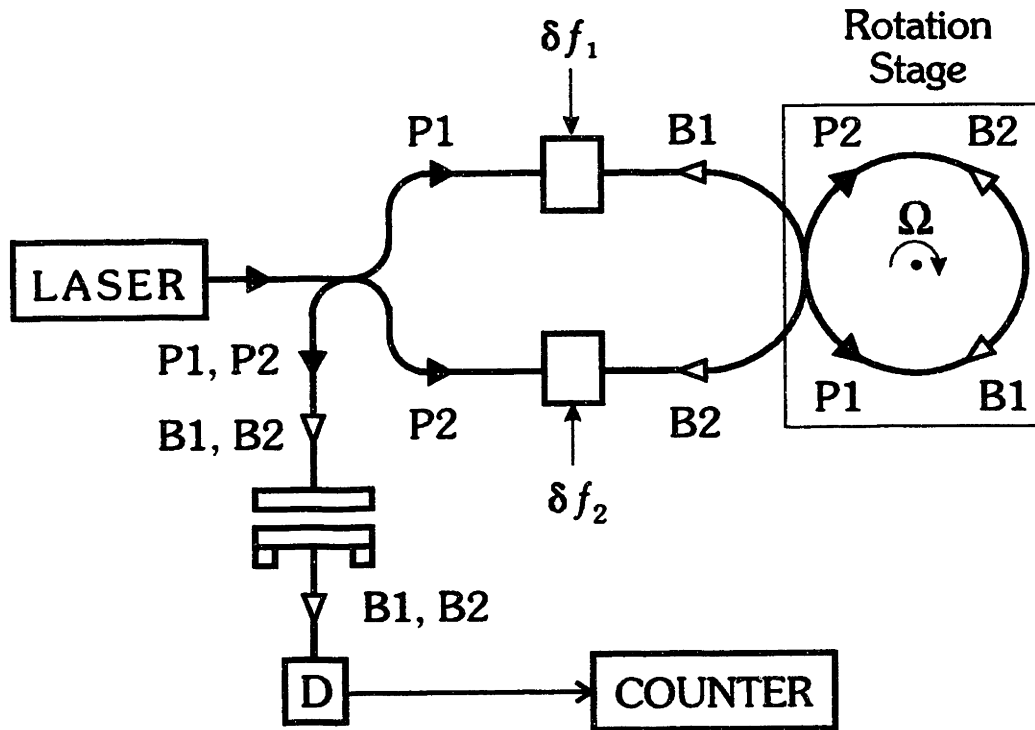 δf₁
Rotation
Stage
P1
B1
P2
B2
Ω
LASER
P1, P2
P2
B2
P1
B1
B1, B2
δf₂
B1, B2
D
COUNTER